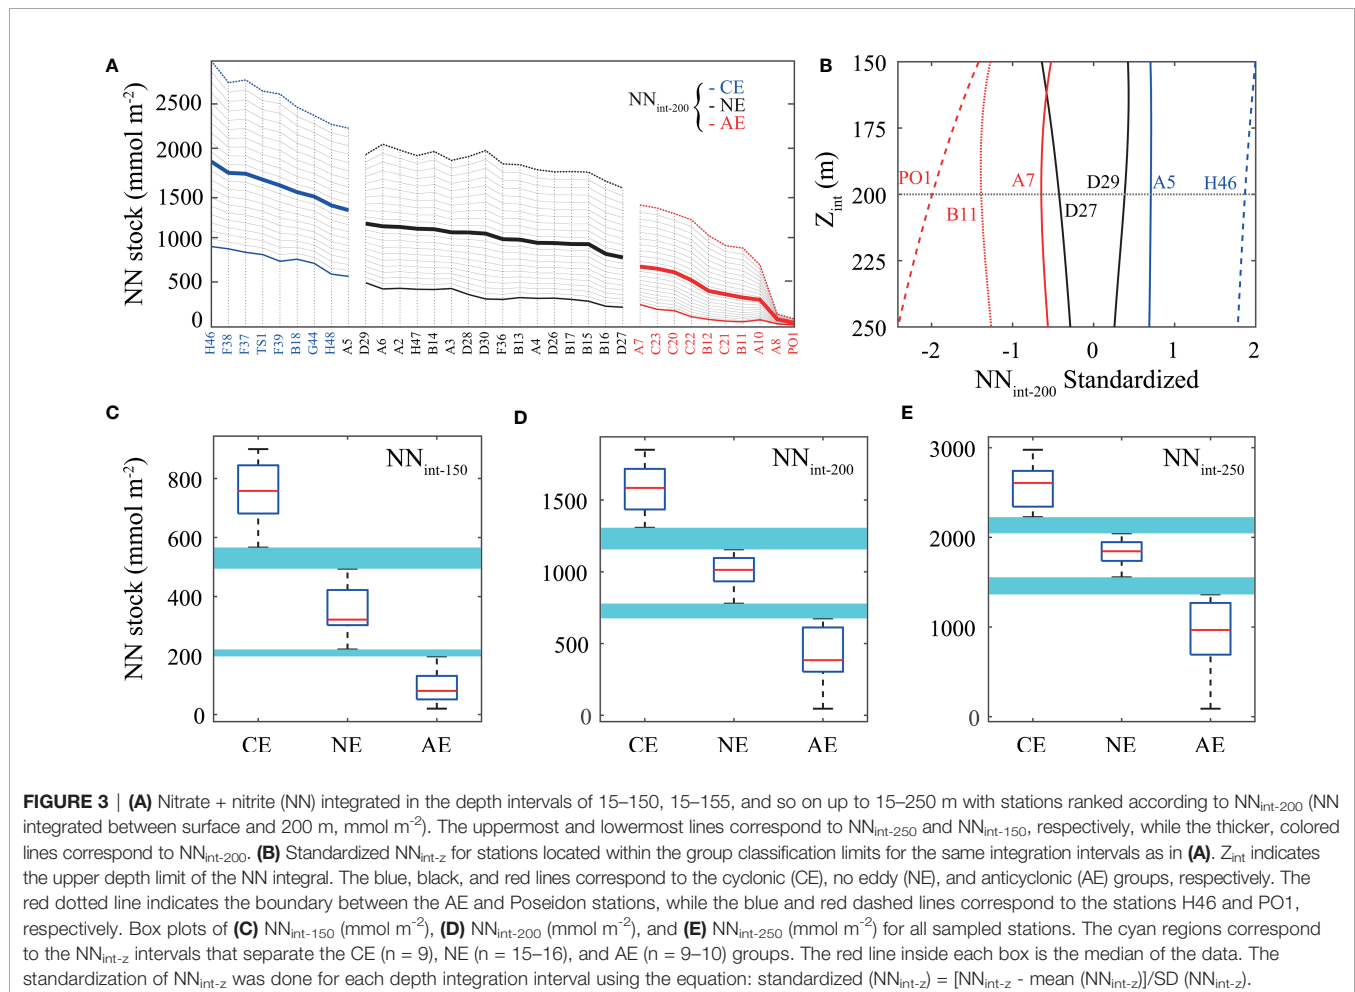 A
NN stock (mmol m-2)
2500
2000
1500
1000
500
0
NNint-200
- CE
- NE
- AE
H46 F38 F37 TS1 F39 B18 G44 H48 A5 D29 A6 A2 H47 B14 A3 D28 D30 F36 B13 A4 D26 B17 B15 B16 D27 A7 C23 C20 C22 B12 C21 B11 A10 A8 PO1
B
Zint (m)
150
175
200
225
250
PO1
B11
A7
D29
D27
A5
H46
-2 -1 0 1 2
NNint-200 Standardized
C
NN stock (mmol m-2)
NNint-150
800
600
400
200
0
CE NE AE
D
NNint-200
1500
1000
500
0
CE NE AE
E
NNint-250
3000
2000
1000
0
CE NE AE
FIGURE 3 | (A) Nitrate + nitrite (NN) integrated in the depth intervals of 15–150, 15–155, and so on up to 15–250 m with stations ranked according to NNint-200 (NN
integrated between surface and 200 m, mmol m-2). The uppermost and lowermost lines correspond to NNint-250 and NNint-150, respectively, while the thicker, colored
lines correspond to NNint-200. (B) Standardized NNint-z for stations located within the group classification limits for the same integration intervals as in (A). Zint indicates
the upper depth limit of the NN integral. The blue, black, and red lines correspond to the cyclonic (CE), no eddy (NE), and anticyclonic (AE) groups, respectively. The
red dotted line indicates the boundary between the AE and Poseidon stations, while the blue and red dashed lines correspond to the stations H46 and PO1,
respectively. Box plots of (C) NNint-150 (mmol m-2), (D) NNint-200 (mmol m-2), and (E) NNint-250 (mmol m-2) for all sampled stations. The cyan regions correspond
to the NNint-z intervals that separate the CE (n = 9), NE (n = 15–16), and AE (n = 9–10) groups. The red line inside each box is the median of the data. The
standardization of NNint-z was done for each depth integration interval using the equation: standardized (NNint-z) = [NNint-z - mean (NNint-z)]/SD (NNint-z).